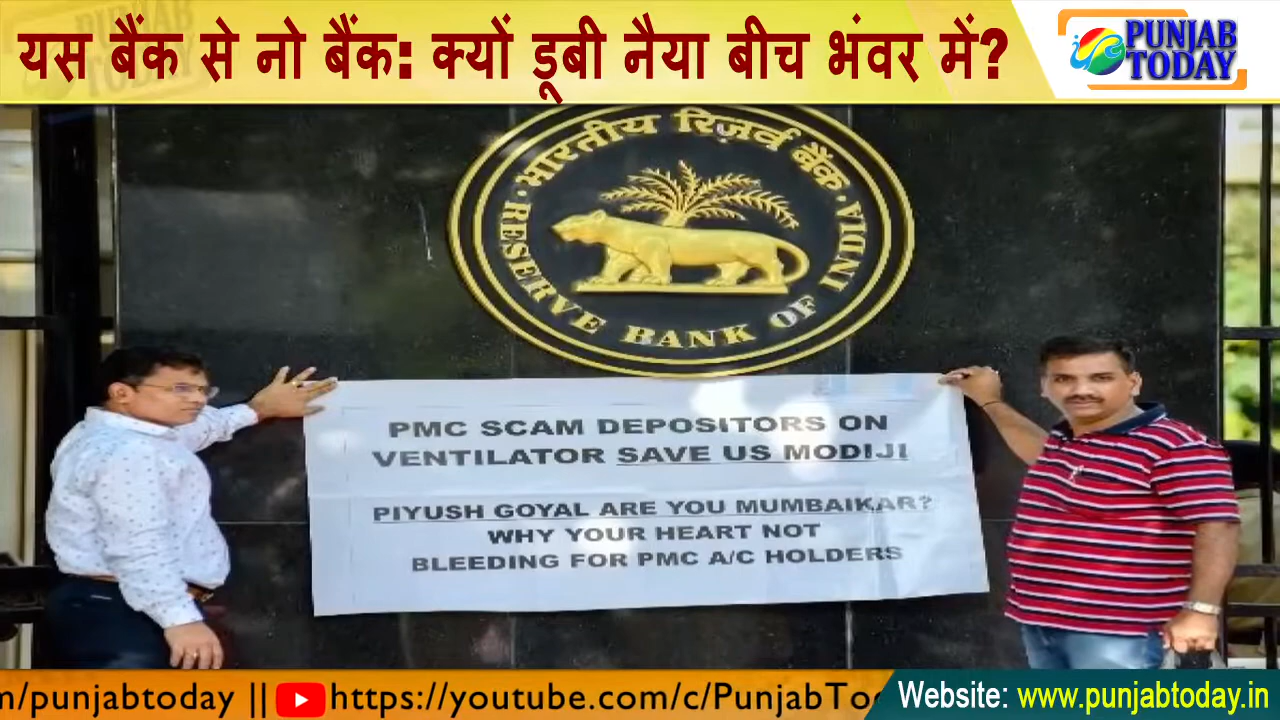 यस बैंक से नो बैंक: क्यों डूबी नैया बीच भंवर में?
PUNJAB
TODAY
भारतीय रिज़र्व बैंक
RESERVE BANK OF INDIA
PMC SCAM DEPOSITORS ON
VENTILATOR SAVE US MODIJI
PIYUSH GOYAL ARE YOU MUMBAIKAR?
WHY YOUR HEART NOT
BLEEDING FOR PMC A/C HOLDERS
m/punjabtoday || https://youtube.com/c/PunjabTo
Website: www.punjabtoday.in